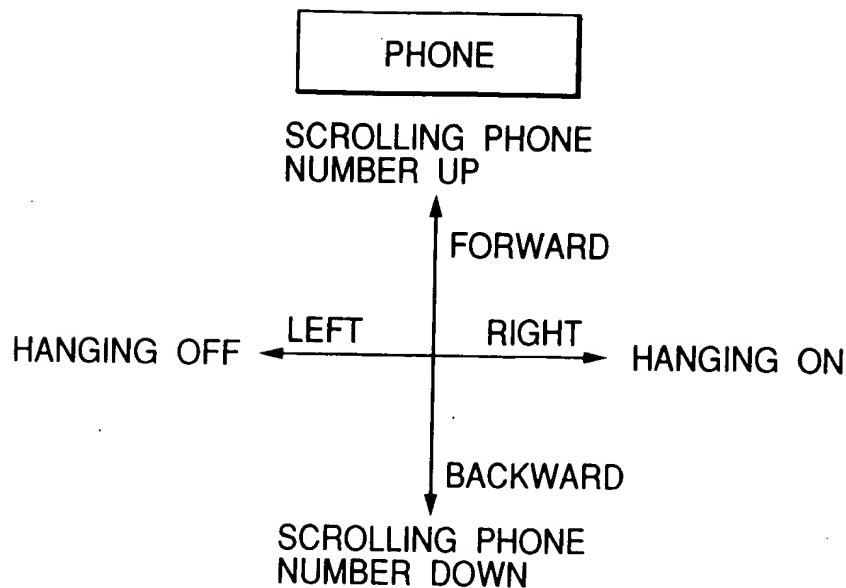 PHONE
SCROLLING PHONE
NUMBER UP
FORWARD
LEFT
RIGHT
HANGING OFF
HANGING ON
BACKWARD
SCROLLING PHONE
NUMBER DOWN